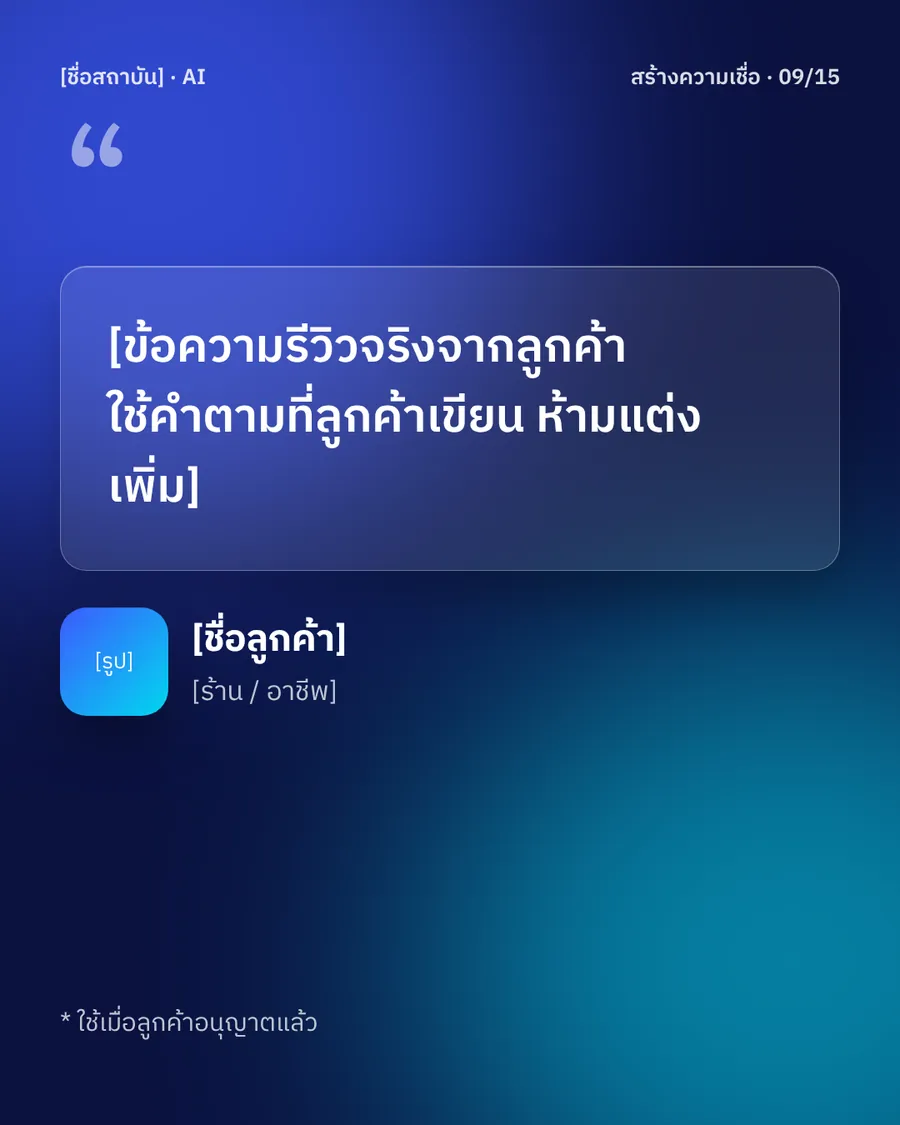 [ชื่อสถาบัน] · AI
สร้างความเชื่อ · 09/15
“
[ข้อความรีวิวจริงจากลูกค้า
ใช้คำตามที่ลูกค้าเขียน ห้ามแต่ง
เพิ่ม]
[รูป]
[ชื่อลูกค้า]
[ร้าน / อาชีพ]
* ใช้เมื่อลูกค้าอนุญาตแล้ว